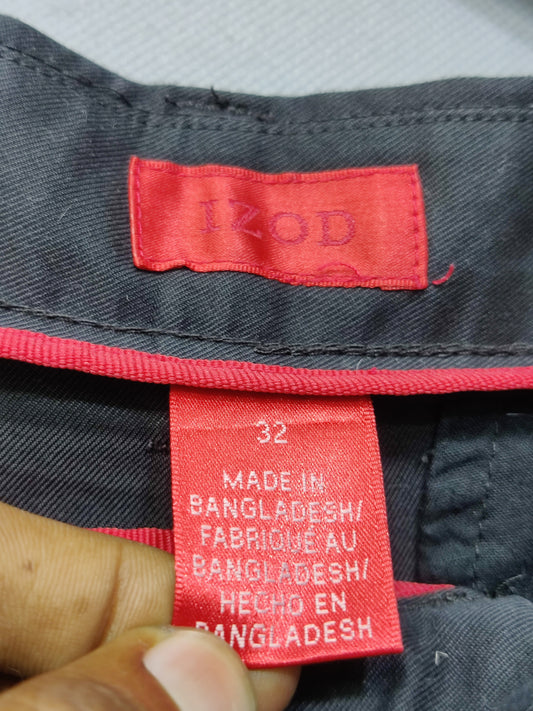 IZOD
32
MADE IN
BANGLADESH/
FABRIQUÉ AU
BANGLADESH/
HECHO EN
BANGLADESH